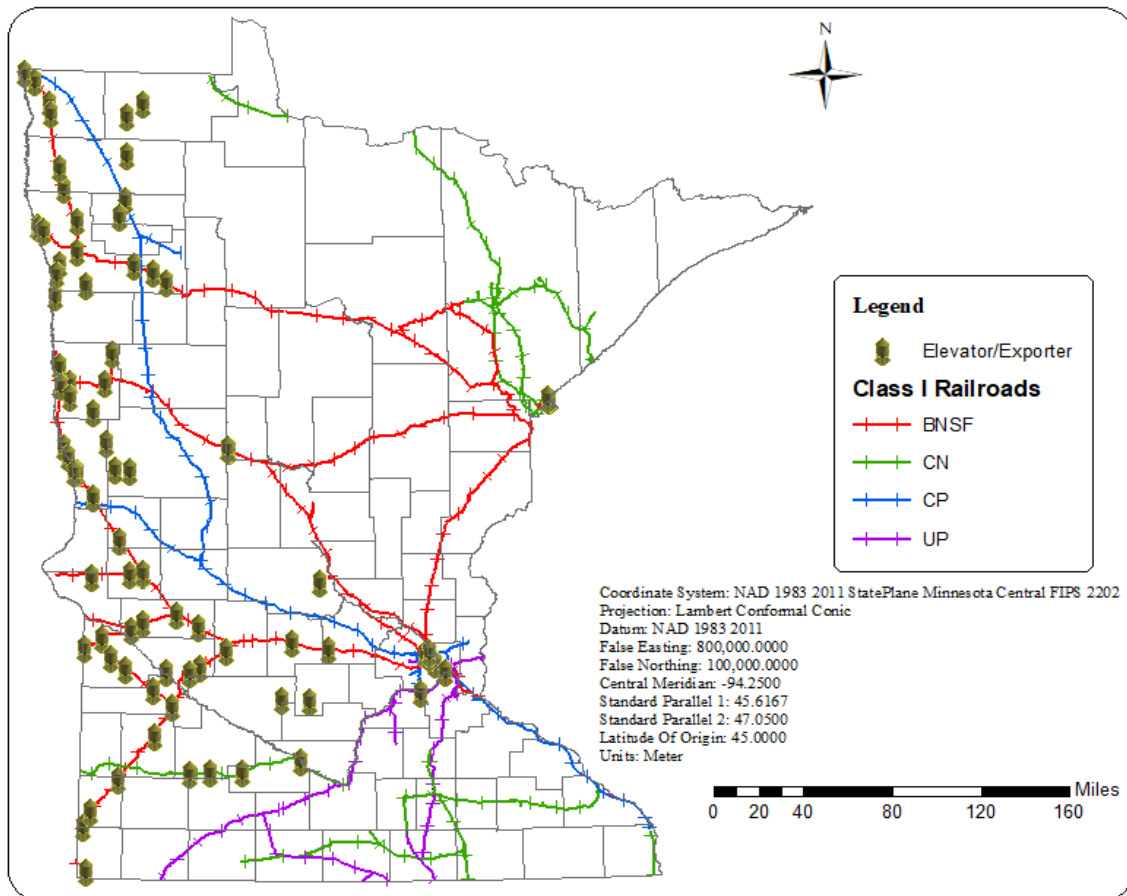 N
Legend
Elevator/Exporter
Class I Railroads
BNSF
CN
CP
UP
Coordinate System: NAD 1983 2011 StatePlane Minnesota Central FIPS 2202
Projection: Lambert Conformal Conic
Datum: NAD 1983 2011
False Easting: 800,000.0000
False Northing: 100,000.0000
Central Meridian: -94.2500
Standard Parallel 1: 45.6167
Standard Parallel 2: 47.0500
Latitude Of Origin: 45.0000
Units: Meter
Miles
0 20 40 80 120 160